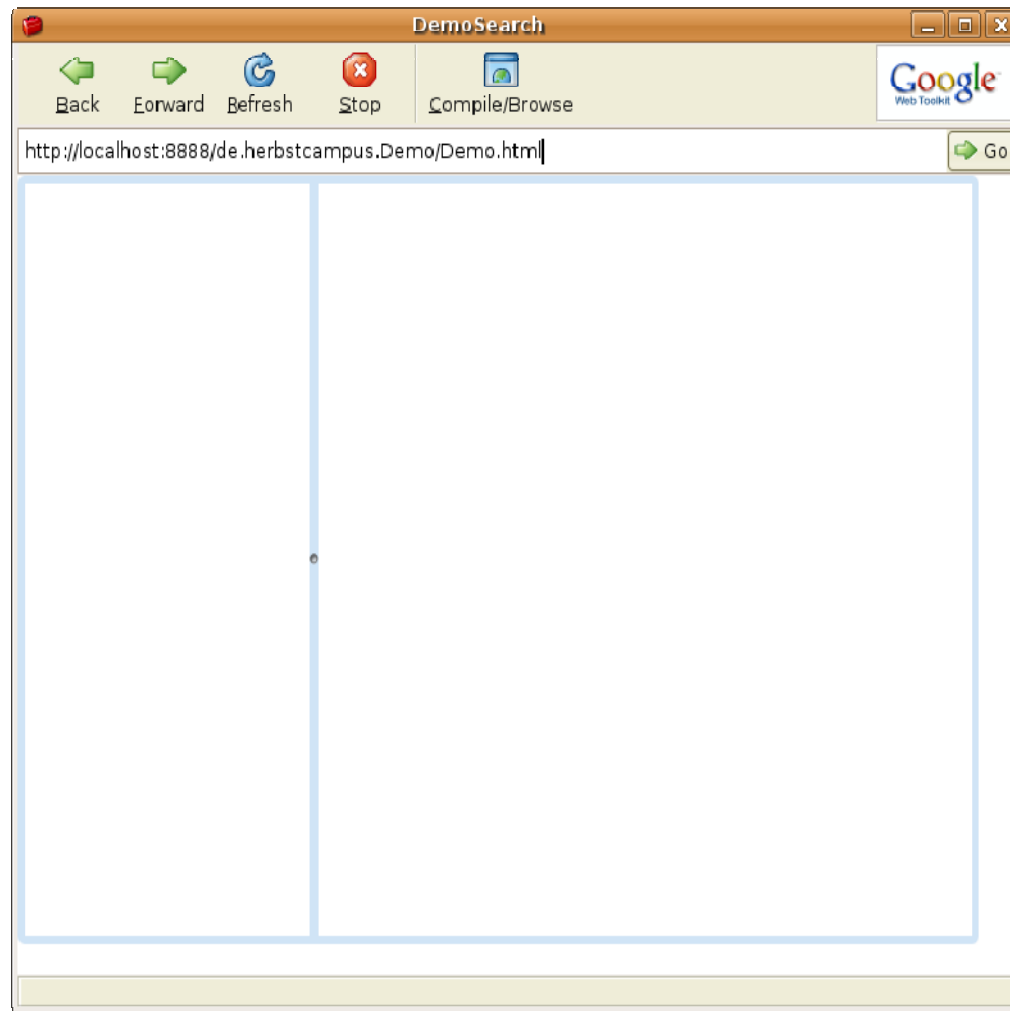 DemoSearch
Back Forward Refresh Stop Compile/Browse
Google
Web Toolkit
http://localhost:8888/de.herbstcampus.Demo/Demo.html
Go